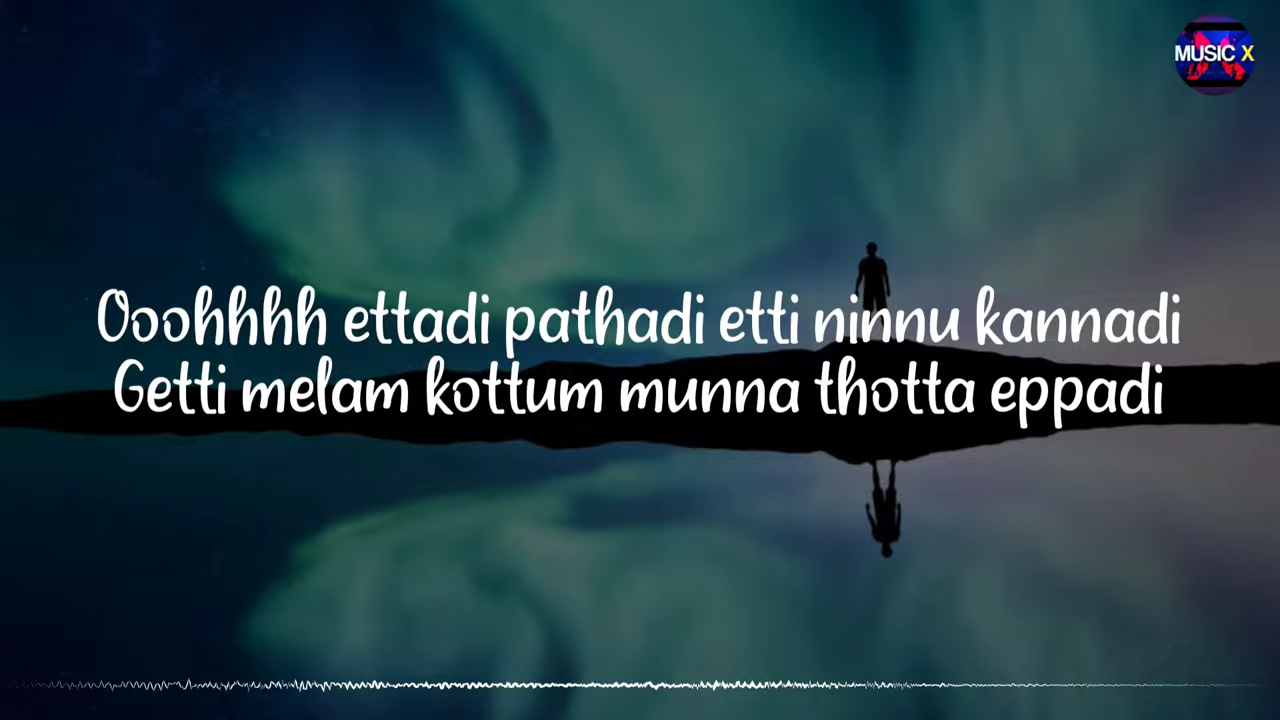 MUSIC X
Ooohhhh ettadi pathadi etti ninnu kannadi
Getti melam kottum munna thotta eppadi